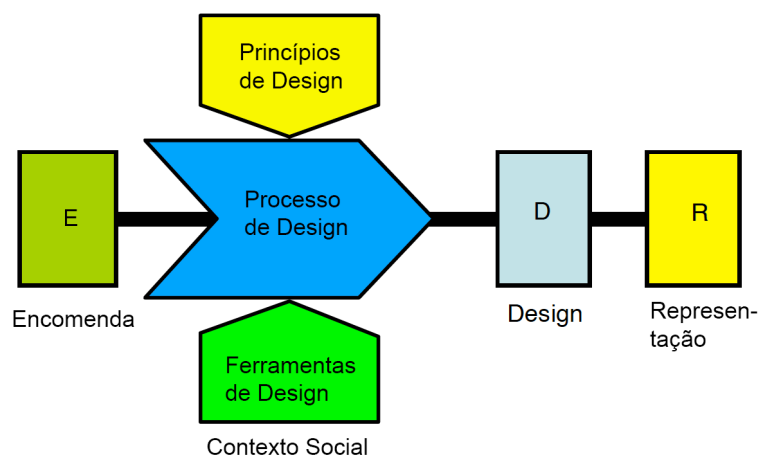 Princípios
de Design
E
Processo
de Design
D
R
Encomenda
Design
Represen-
tação
Ferramentas
de Design
Contexto Social